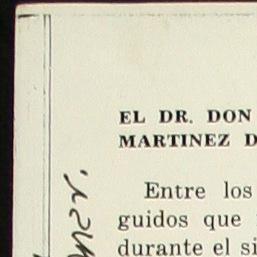 EL DR. DON
MARTINEZ D
Entre los
guidos que
durante el si